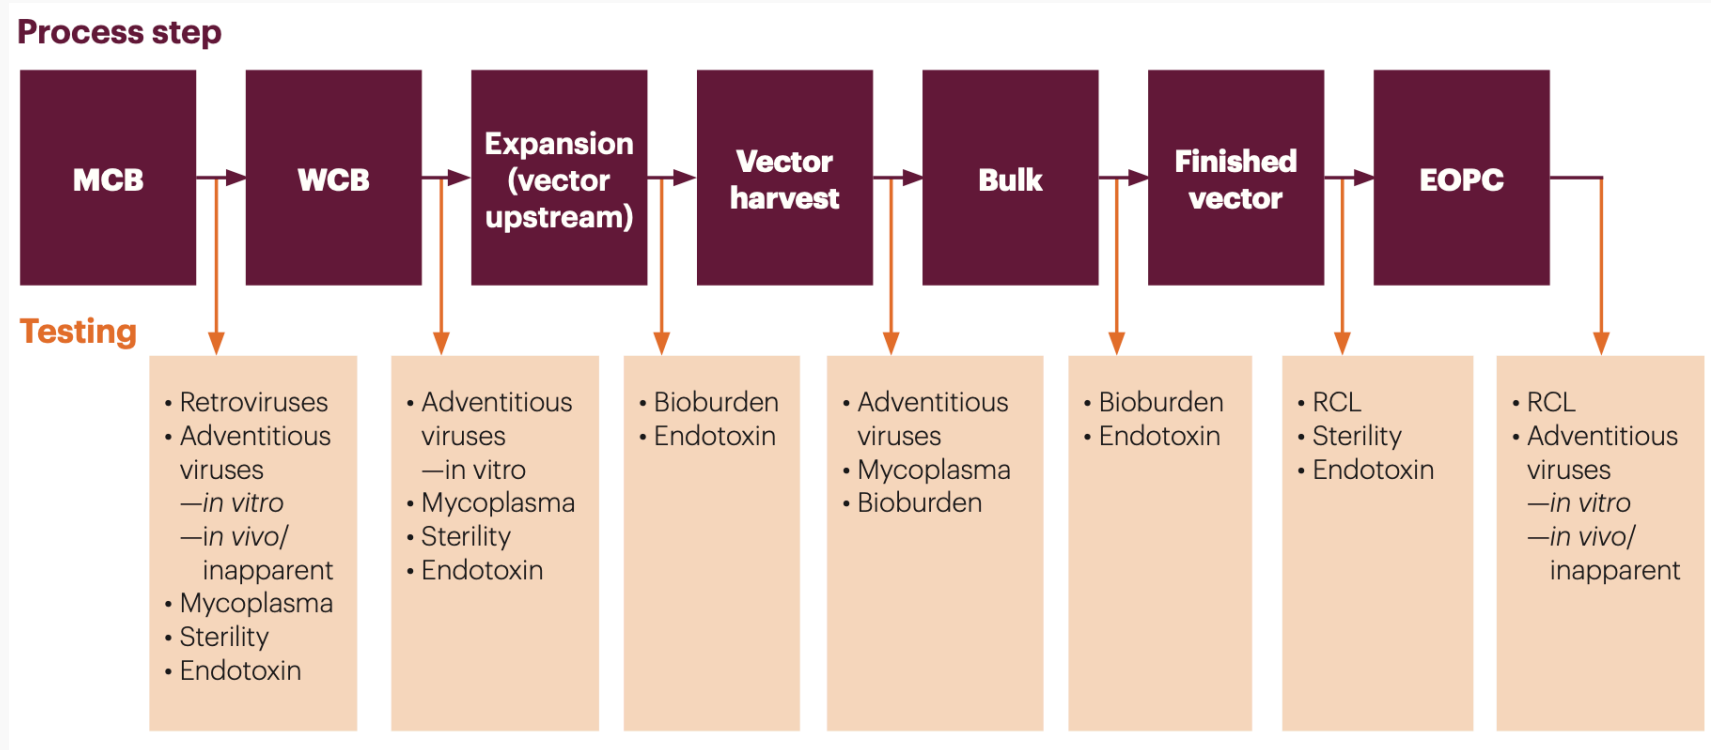 Process step
MCB
WCB
Expansion
(vector
upstream)
Vector
harvest
Bulk
Finished
vector
EOPC
Testing
• Retroviruses
• Adventitious
viruses
—in vitro
—in vivo/
inapparent
• Mycoplasma
• Sterility
• Endotoxin
• Adventitious
viruses
—in vitro
• Mycoplasma
• Sterility
• Endotoxin
• Bioburden
• Endotoxin
• Adventitious
viruses
• Mycoplasma
• Bioburden
• Bioburden
• Endotoxin
• RCL
• Sterility
• Endotoxin
• RCL
• Adventitious
viruses
—in vitro
—in vivo/
inapparent